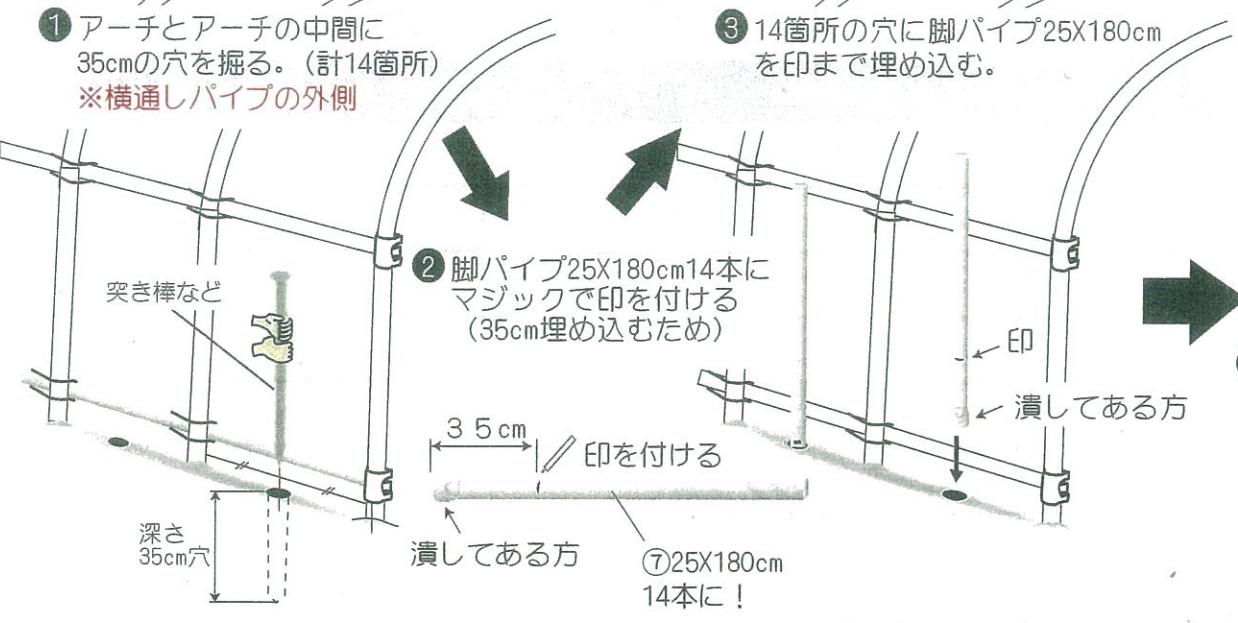 ❶アーチとアーチの中間に
35cmの穴を掘る。(計14箇所)
※横通しパイプの外側
突き棒など
深さ
35cm穴
❷脚パイプ25X180cm14本に
マジックで印を付ける
(35cm埋め込むため)
35cm
印を付ける
潰してある方
⑦25X180cm
14本に!
❸14箇所の穴に脚パイプ25X180cm
を印まで埋め込む。
印
潰してある方